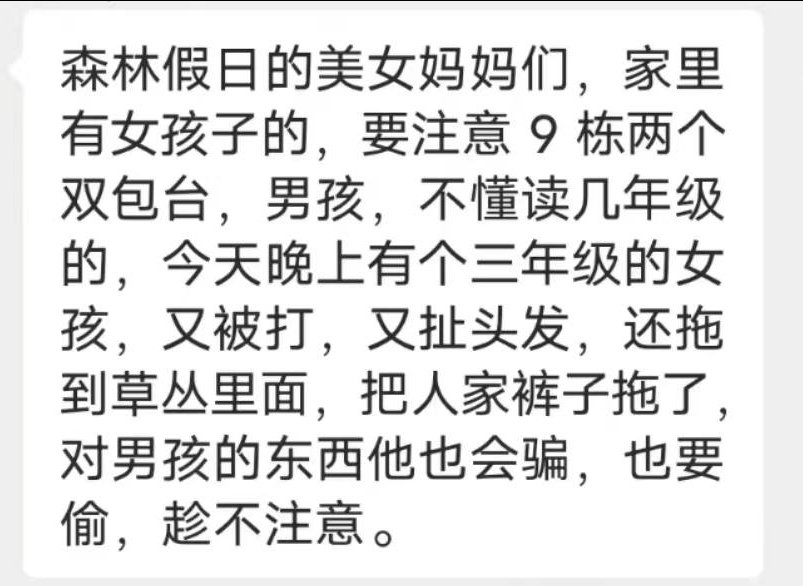 森林假日的美女妈妈们，家里
有女孩子的，要注意 9 栋两个
双包台，男孩，不懂读几年级
的，今天晚上有个三年级的女
孩，又被打，又扯头发，还拖
到草丛里面，把人家裤子拖了，
对男孩的东西他也会骗，也要
偷，趁不注意。